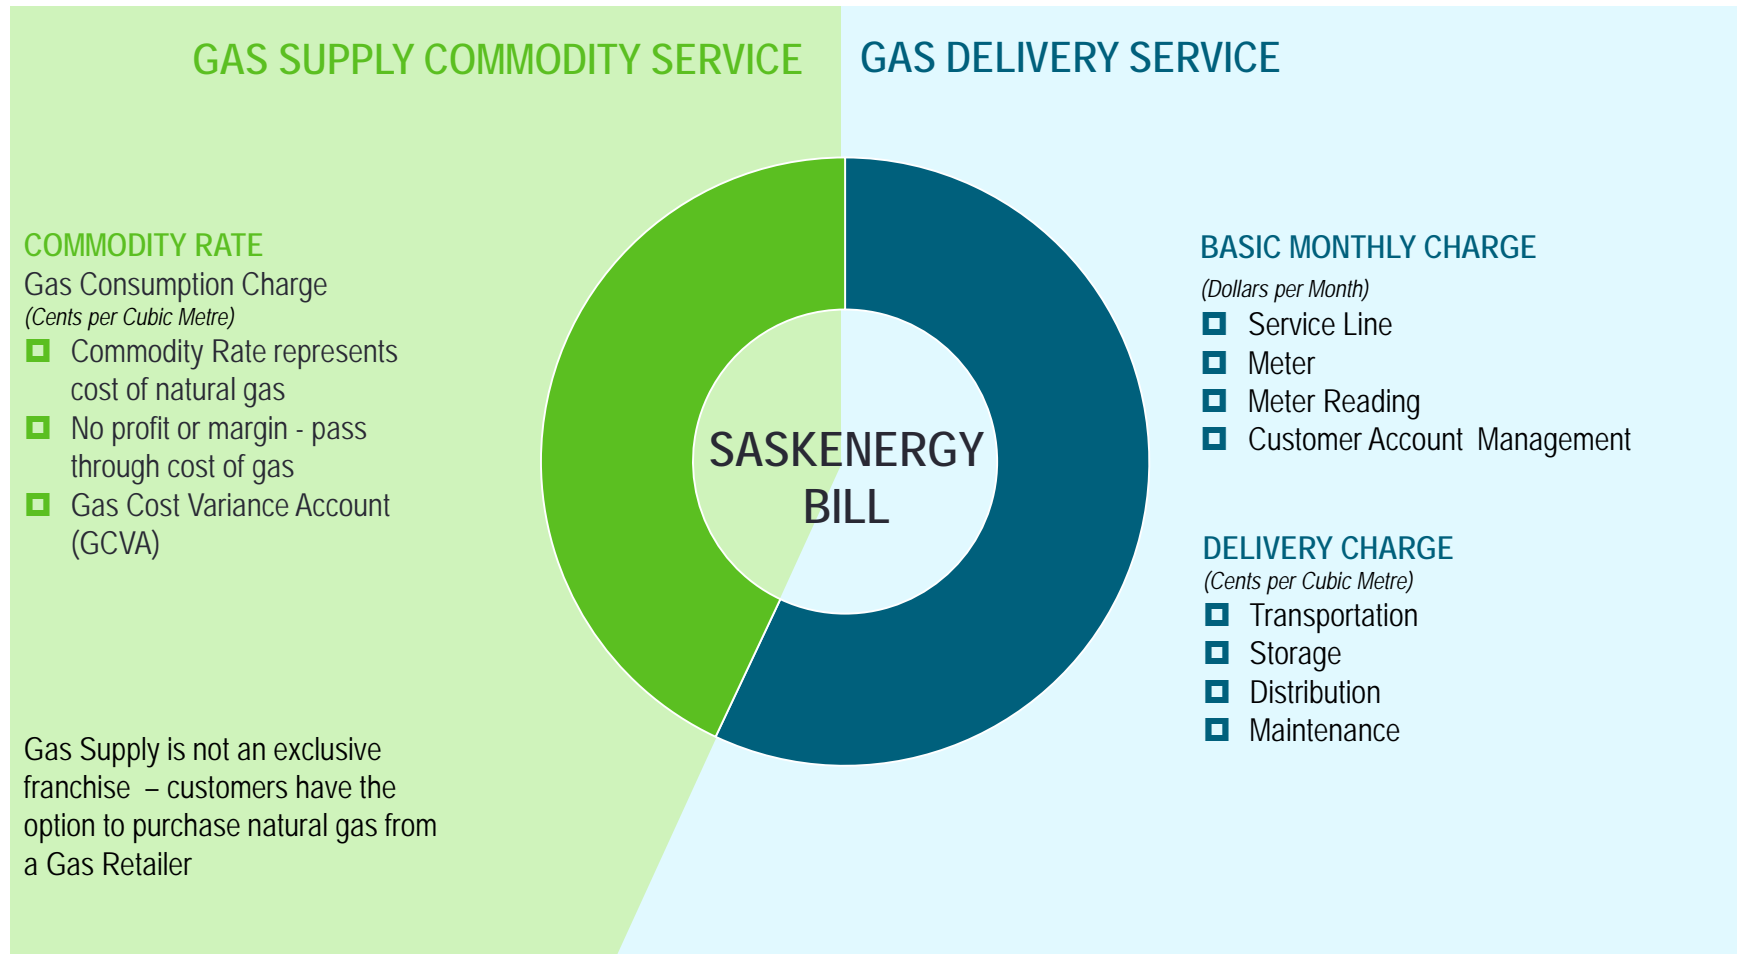 GAS SUPPLY COMMODITY SERVICE
GAS DELIVERY SERVICE
COMMODITY RATE
Gas Consumption Charge
(Cents per Cubic Metre)
Commodity Rate represents
cost of natural gas
No profit or margin - pass
through cost of gas
Gas Cost Variance Account
(GCVA)
Gas Supply is not an exclusive
franchise – customers have the
option to purchase natural gas from
a Gas Retailer
SASKENERGY
BILL
BASIC MONTHLY CHARGE
(Dollars per Month)
Service Line
Meter
Meter Reading
Customer Account Management
DELIVERY CHARGE
(Cents per Cubic Metre)
Transportation
Storage
Distribution
Maintenance